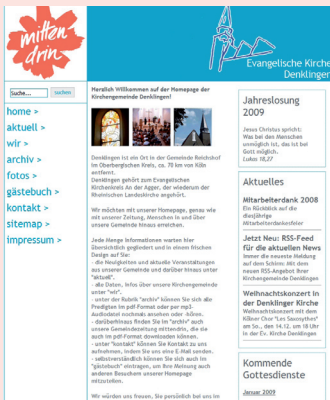 mitten
drin
Evangelische Kirche
Denklingen
Suche...
suchen
home >
aktuell >
wir >
archiv >
fotos >
gästebuch >
kontakt >
sitemap >
impressum >
Herzlich Willkommen auf der Homepage der
Kirchengemeinde Denklingen!
Denklingen ist ein Ort in der Gemeinde Reichshof
im Oberbergischen Kreis, ca. 70 km von Köln
entfernt.
Denklingen gehört zum Evangelischen
Kirchenkreis An der Agger, der wiederum der
Rheinischen Landeskirche angehört.
Wir möchten mit unserer Homepage, genau wie
mit unserer Zeitung, Menschen in und über
unsere Gemeinde hinaus erreichen.
Jede Menge Informationen warten hier
übersichtlich gegliedert und in einem frischen
Design auf Sie:
- die Neuigkeiten und aktuelle Veranstaltungen
aus unserer Gemeinde und darüber hinaus unter
"aktuell".
- alle Daten, Infos über unsere Kirchengemeinde
unter "wir".
- unter der Rubrik "archiv" können Sie sich alle
Predigten im pdf-Format oder per mp3-
Audiodatei nochmals ansehen oder -hören.
- darüberhinaus finden Sie im "archiv" auch
unsere Gemeindezeitung mittendrin, die sie
auch im pdf-Format downloaden können.
- unter "kontakt" können Sie Kontakt zu uns
aufnehmen, indem Sie uns eine E-Mail senden.
- selbstverständlich können Sie sich auch im
"gästebuch" eintragen, um Ihre Meinung auch
anderen Besuchern unserer Homepage
mitzuteilen.
Wir würden uns freuen, Sie persönlich bei uns im
Jahreslosung
2009
Jesus Christus spricht:
Was bei den Menschen
unmöglich ist, das ist bei
Gott möglich.
Lukas 18,27
Aktuelles
Mitarbeiterdank 2008
Ein Rückblick auf die
diesjährige
Mitarbeiterdankesfeier
Jetzt Neu: RSS-Feed
für die aktuellen News
Immer die neueste Meldung
auf dem Schirm: Mit dem
neuen RSS-Angebot Ihrer
Kirchengemeinde Denklingen
Weihnachtskonzert in
der Denklinger Kirche
Weihnachtskonzert mit dem
Kölner Chor "Les Saxosythes"
am So., den 14.12. um 18 Uhr
in der Ev. Kirche Denklingen
Kommende
Gottesdienste
Januar 2009